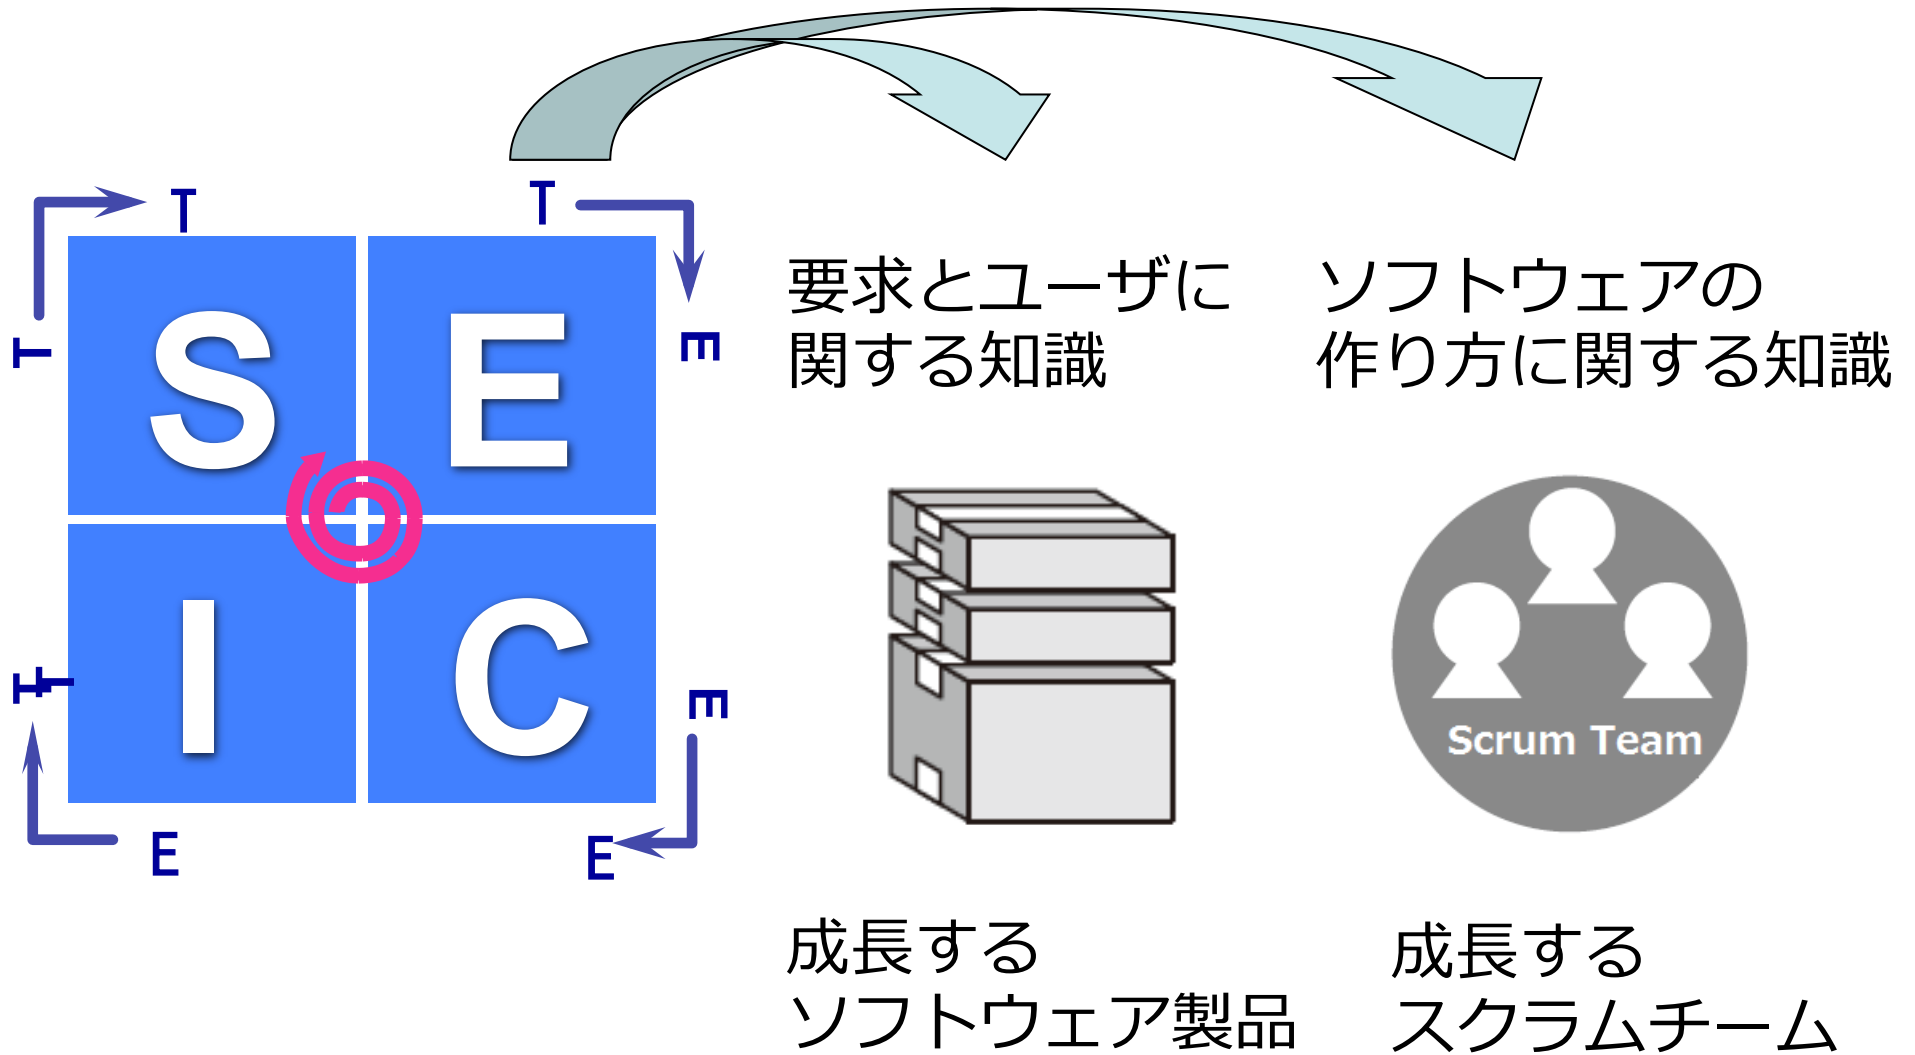 T
T
S
E
T
E
要求とユーザに
関する知識
ソフトウェアの
作り方に関する知識
I
C
I
T
E
E
E
Scrum Team
成長する
ソフトウェア製品
成長する
スクラムチーム